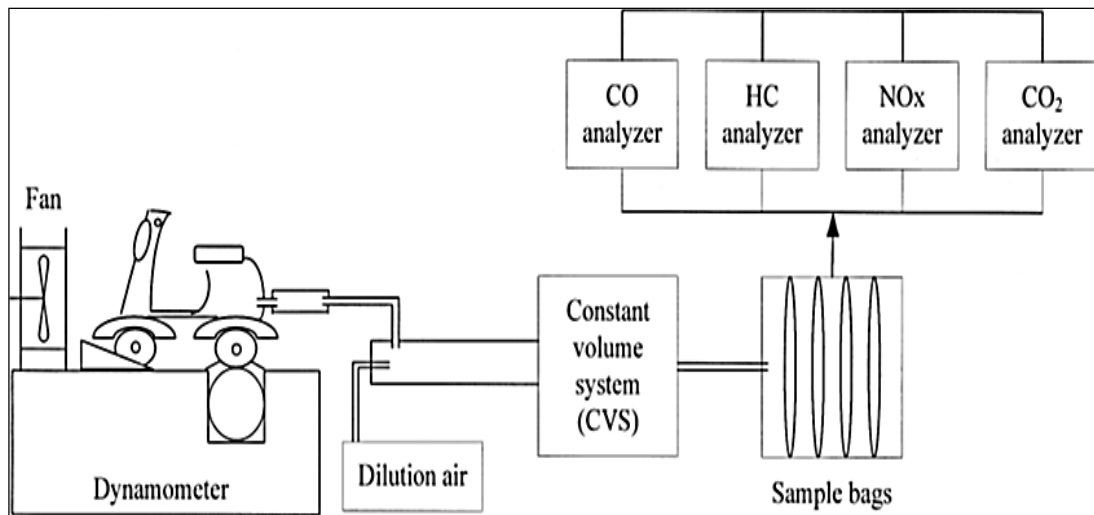 CO
analyzer
HC
analyzer
NOx
analyzer
CO₂
analyzer
Fan
Constant
volume
system
(CVS)
Dilution air
Dynamometer
Sample bags